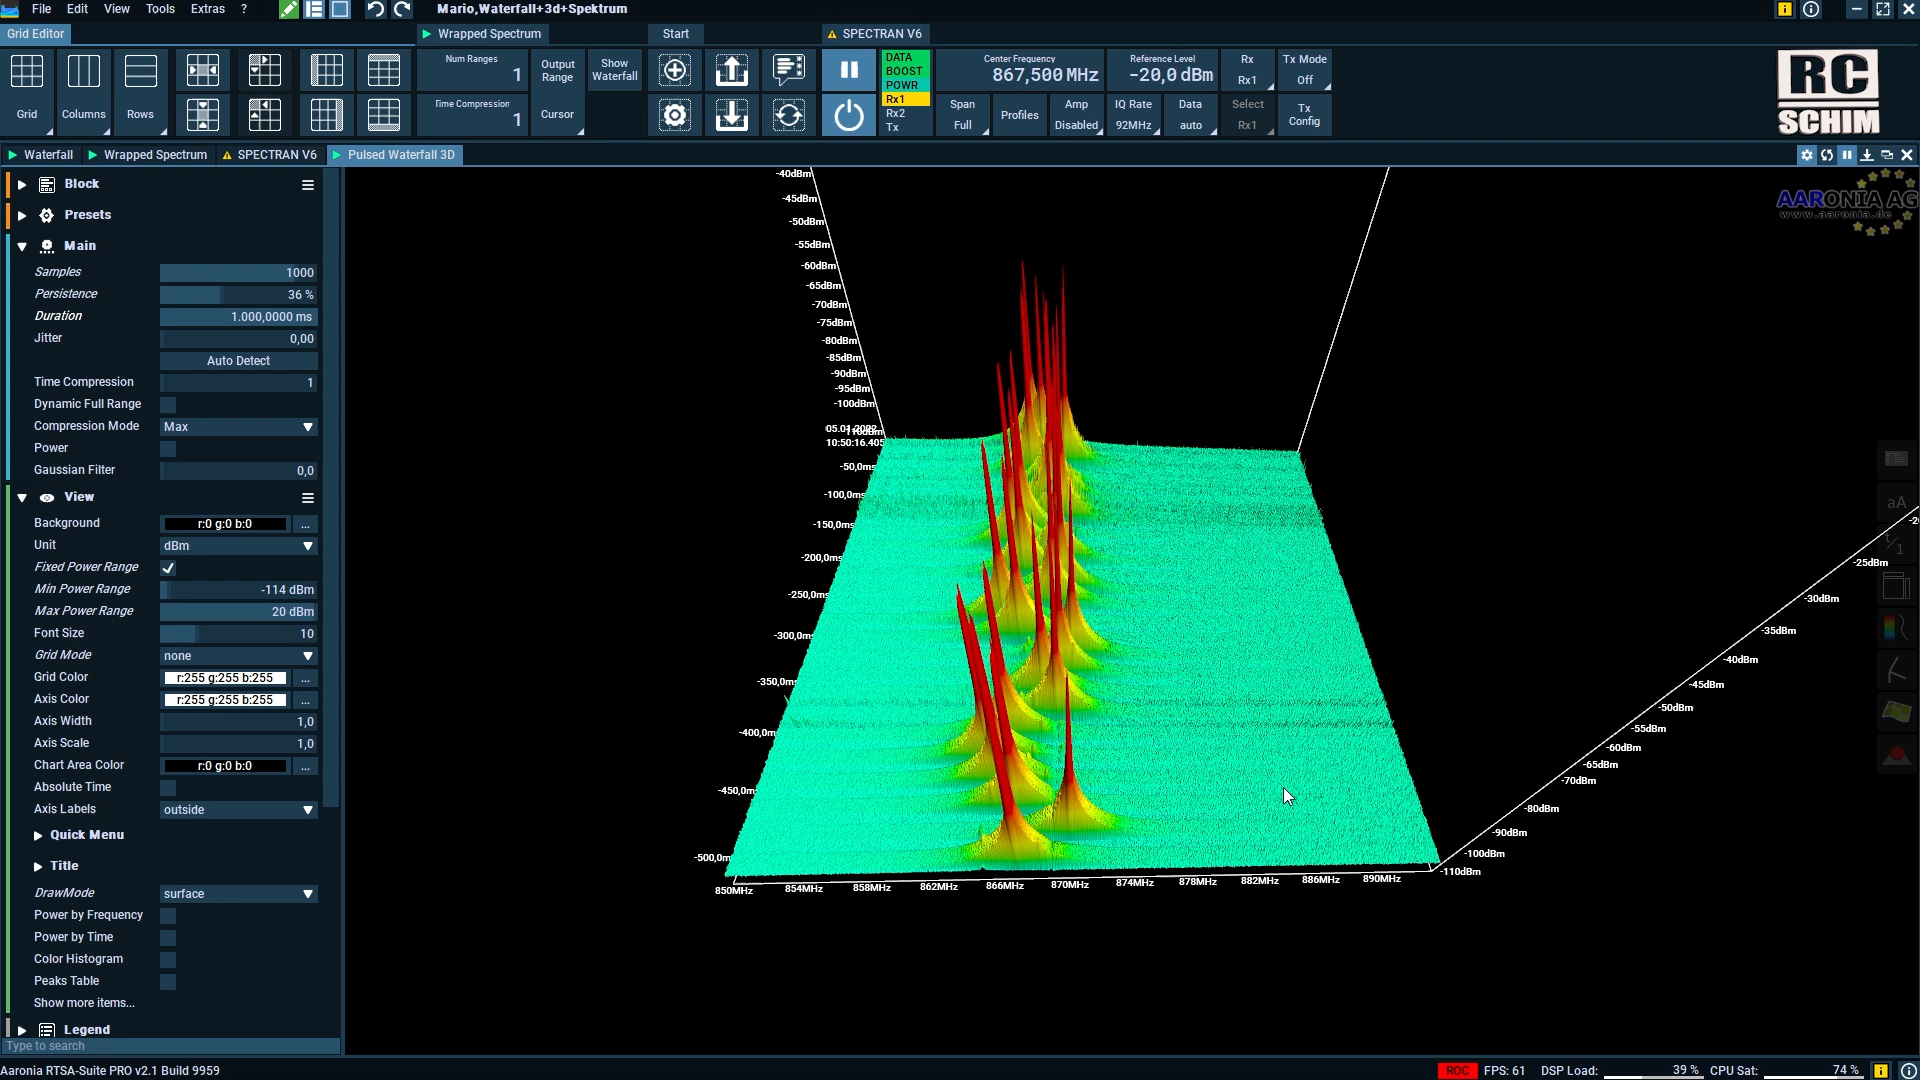 File Edit View Tools Extras ?
Mario,Waterfall+3d+Spektrum
Grid Editor
Wrapped Spectrum
Start
SPECTRAN V6
Grid
Columns
Rows
Num Ranges
1
Time Compression
1
Output
Range
Cursor
Show
Waterfall
DATA
BOOST
POWR
Rx1
Rx2
Tx
Center Frequency
867,500 MHz
Reference Level
-20,0 dBm
Rx
Rx1
Tx Mode
Off
Span
Full
Profiles
Amp
Disabled
IQ Rate
92MHz
Data
auto
Select
Rx1
Tx
Config
RC
SCHIM
Waterfall
Wrapped Spectrum
SPECTRAN V6
Pulsed Waterfall 3D
AARONIA AG
www.aaronia.de
Block
Presets
Main
Samples 1000
Persistence 36 %
Duration 1.000,0000 ms
Jitter 0,00
Auto Detect
Time Compression 1
Dynamic Full Range
Compression Mode Max
Power
Gaussian Filter 0,0
View
Background r:0 g:0 b:0 ...
Unit dBm
Fixed Power Range
Min Power Range -114 dBm
Max Power Range 20 dBm
Font Size 10
Grid Mode none
Grid Color r:255 g:255 b:255 ...
Axis Color r:255 g:255 b:255 ...
Axis Width 1,0
Axis Scale 1,0
Chart Area Color r:0 g:0 b:0 ...
Absolute Time
Axis Labels outside
Quick Menu
Title
DrawMode surface
Power by Frequency
Power by Time
Color Histogram
Peaks Table
Show more items...
Legend
Type to search
-40dBm
-45dBm
-50dBm
-55dBm
-60dBm
-65dBm
-70dBm
-75dBm
-80dBm
-85dBm
-90dBm
-95dBm
-100dBm
10:50:16.405
-50,0ms
-100,0ms
-150,0ms
-200,0ms
-250,0ms
-300,0ms
-350,0ms
-400,0ms
-450,0ms
-500,0m
850MHz 854MHz 858MHz 862MHz 866MHz 870MHz 874MHz 878MHz 882MHz 886MHz 890MHz
-25dBm
-30dBm
-35dBm
-40dBm
-45dBm
-50dBm
-55dBm
-60dBm
-65dBm
-70dBm
-80dBm
-90dBm
-100dBm
-110dBm
aA
Aaronia RTSA-Suite PRO v2.1 Build 9959
ROC FPS: 61 DSP Load: 39 % CPU Sat: 74 %